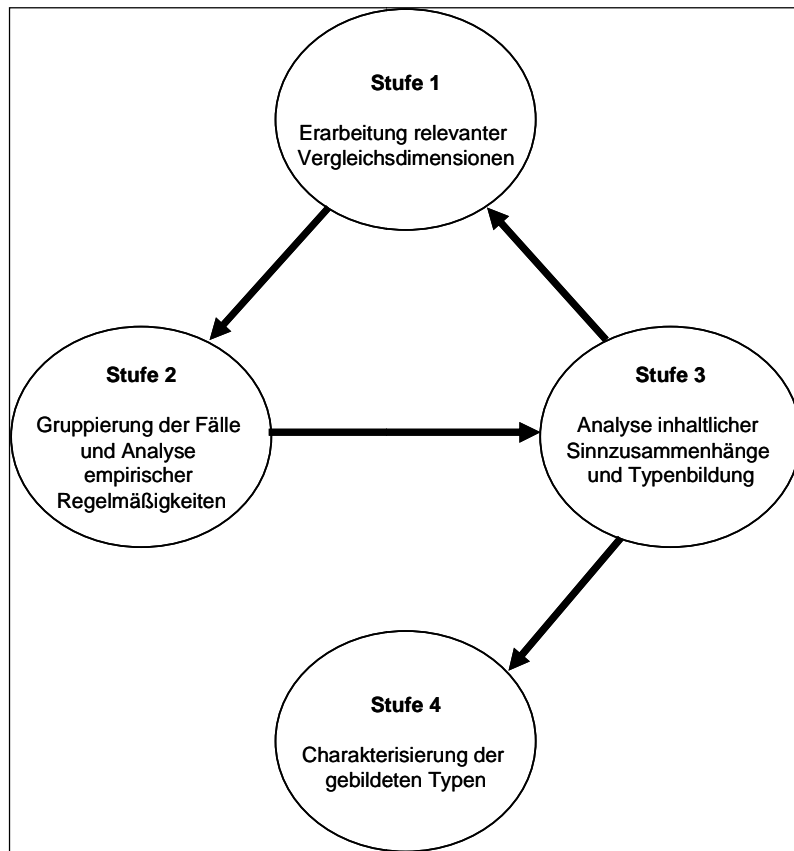 Stufe 1
Erarbeitung relevanter
Vergleichsdimensionen
Stufe 2
Gruppierung der Fälle
und Analyse
empirischer
Regelmäßigkeiten
Stufe 3
Analyse inhaltlicher
Sinnzusammenhänge
und Typenbildung
Stufe 4
Charakterisierung der
gebildeten Typen